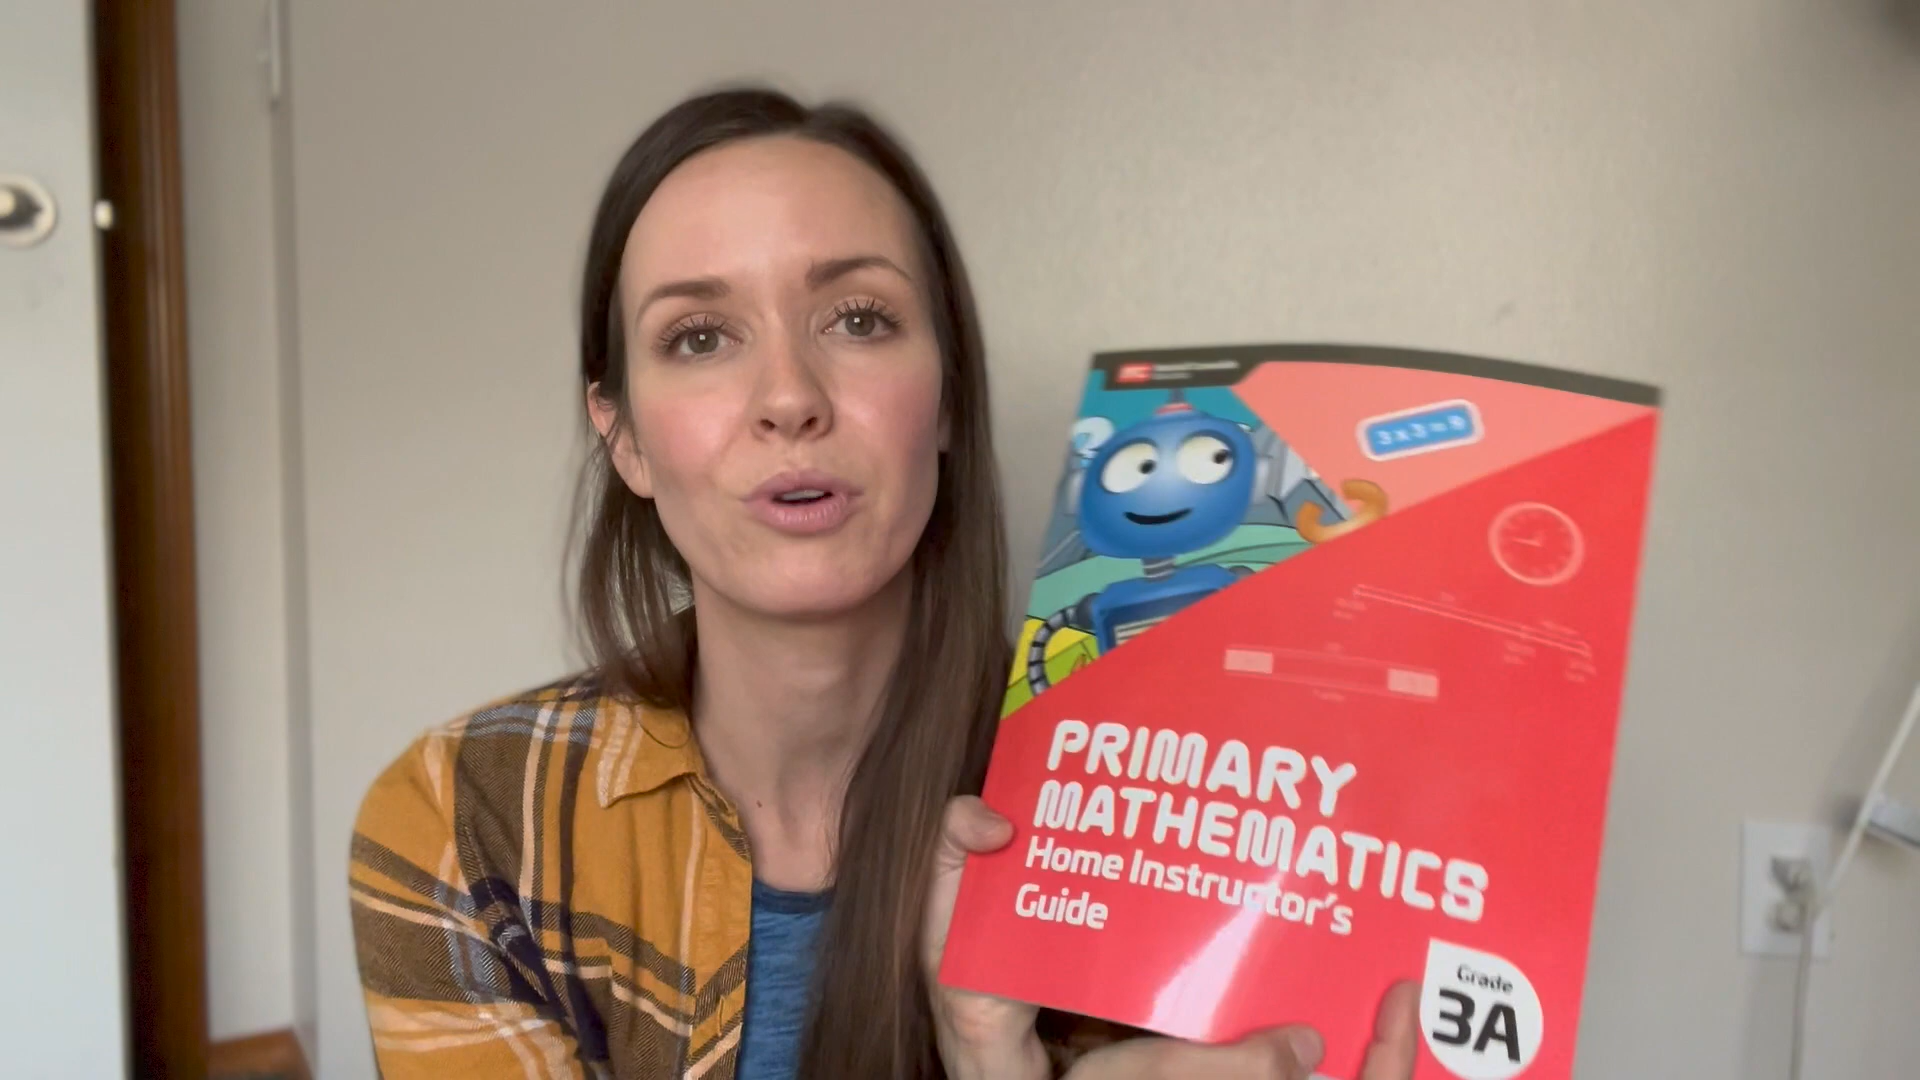 3 x 3 = 9
PRIMARY
MATHEMATICS
Home Instructor's
Guide
Grade
3A